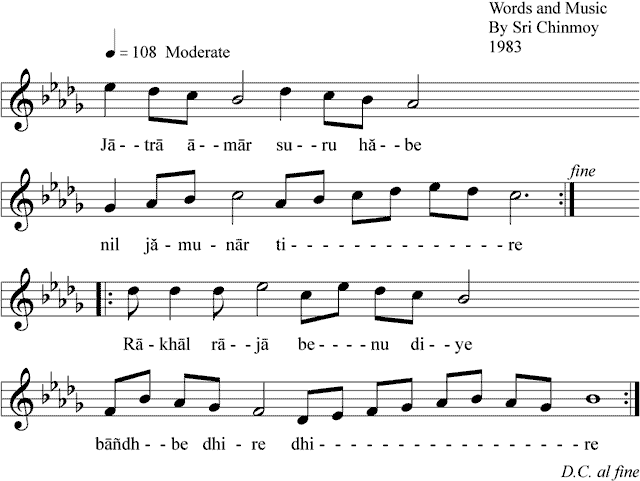 Words and Music
By Sri Chinmoy
1983
= 108 Moderate
Jā - - trā ā - - mār su - - ru hă - - be
fine
nil jă - mu - nār ti - - - - - - - - - - - - - - - - - - re
Rā - khāl rā - jā be - - - - nu di - - ye
bāñdh - - be dhi - re dhi - - - - - - - - - - - - - - - - - - - - - - re
D.C. al fine